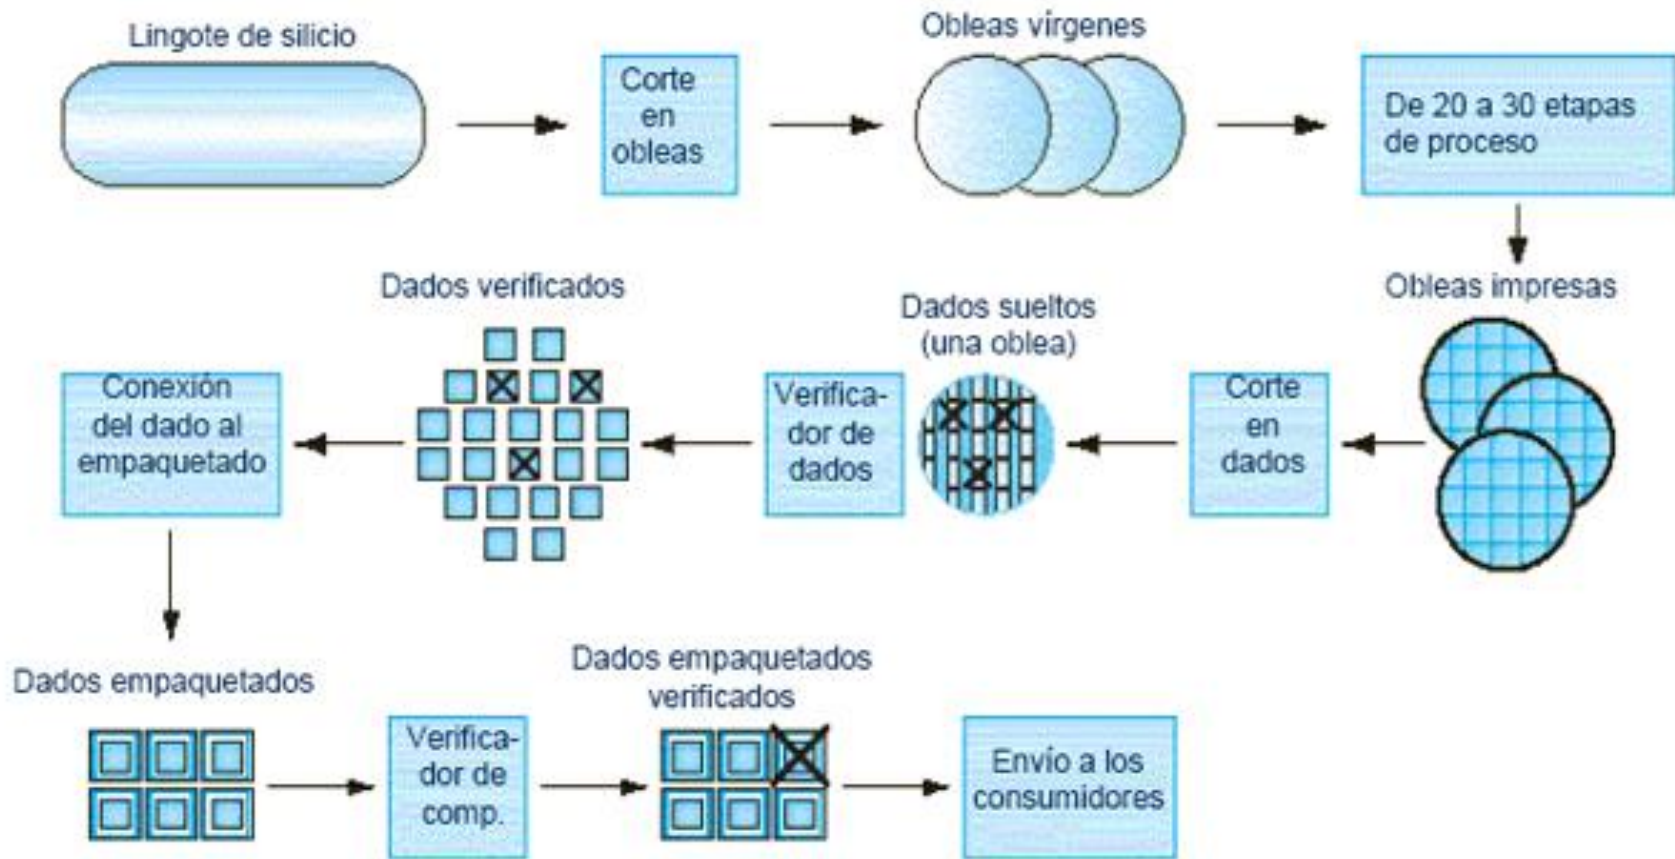 Lingote de silicio
Corte
en
obleas
Obleas vírgenes
De 20 a 30 etapas
de proceso
Obleas impresas
Corte
en
dados
Dados sueltos
(una oblea)
Verifica-
dor de
dados
Dados verificados
Conexión
del dado al
empaquetado
Dados empaquetados
Verifica-
dor de
comp.
Dados empaquetados
verificados
Envío a los
consumidores